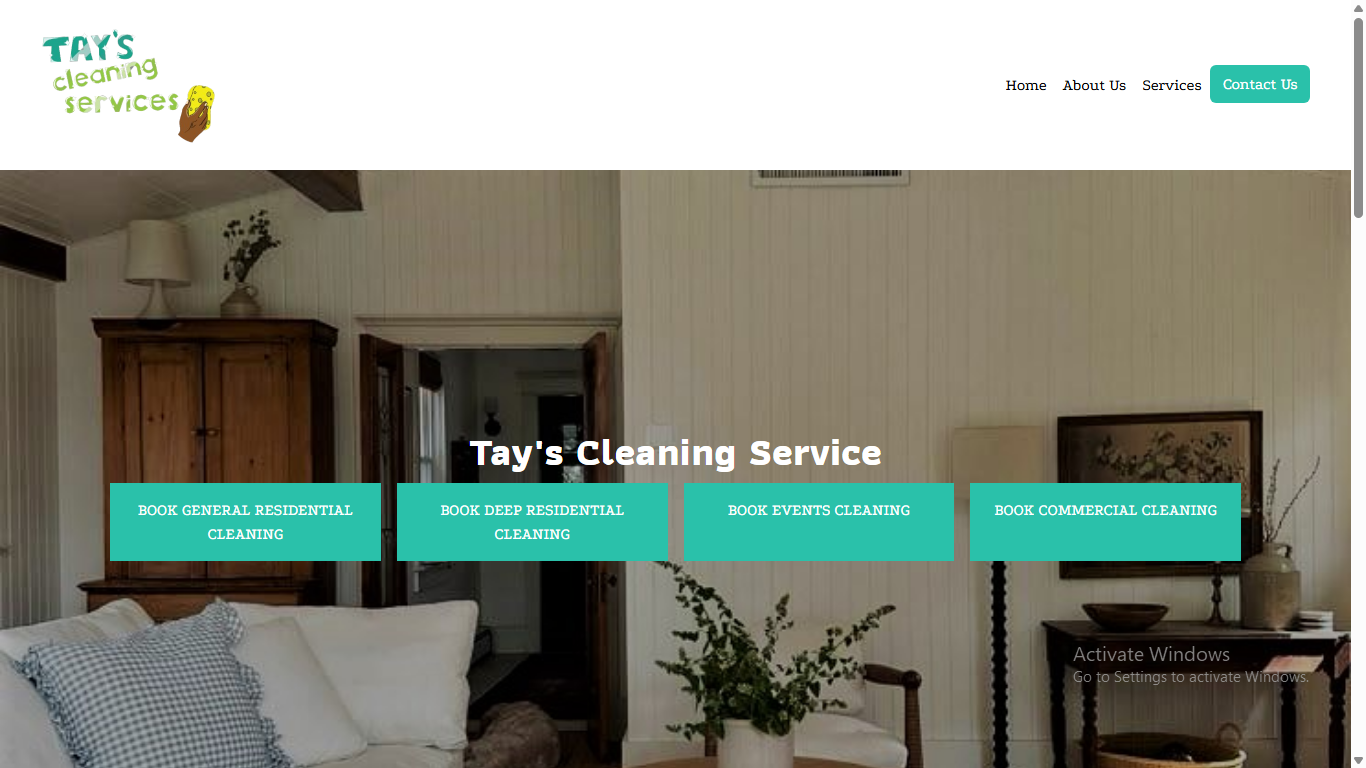 TAY'S
cleaning
services
Home About Us Services Contact Us
Tay's Cleaning Service
BOOK GENERAL RESIDENTIAL
CLEANING
BOOK DEEP RESIDENTIAL
CLEANING
BOOK EVENTS CLEANING
BOOK COMMERCIAL CLEANING
Activate Windows
Go to Settings to activate Windows.